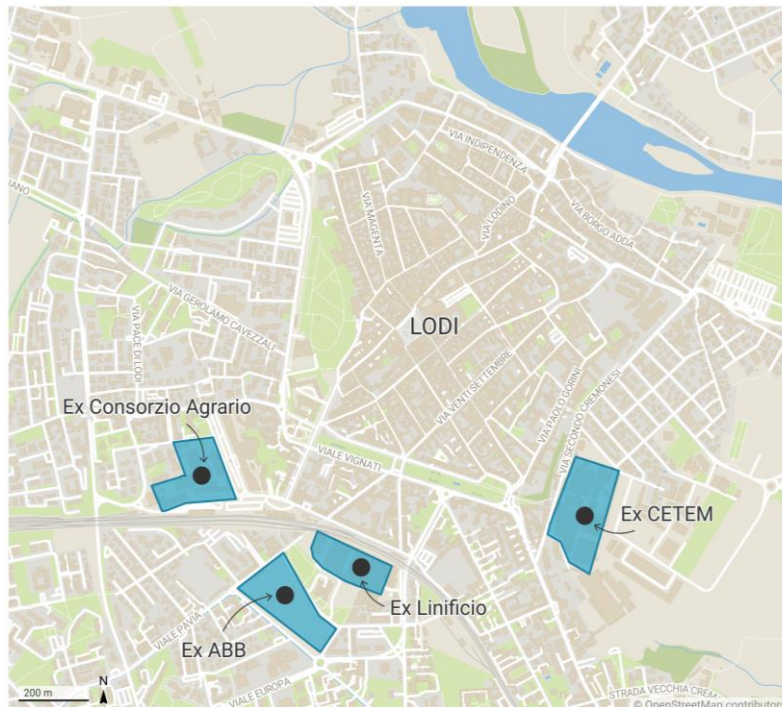 VIA INDIPENDENZA
VIA MAGENTA
VIA LODINO
VIA BORGO ADDA
IANO
VIA GEROLAMO CAVEZZALI
VIA PACE DI LODI
LODI
VIA VENTI SETTEMBRE
VIA PAOLO GORINI
VIA SECONDO CREMONESI
Ex Consorzio Agrario
VIALE VIGNATI
Ex CETEM
Ex Linificio
VIALE PAVIA
Ex ABB
VIALE EUROPA
200 m
N
STRADA VECCHIA CREM
© OpenStreetMap contributor